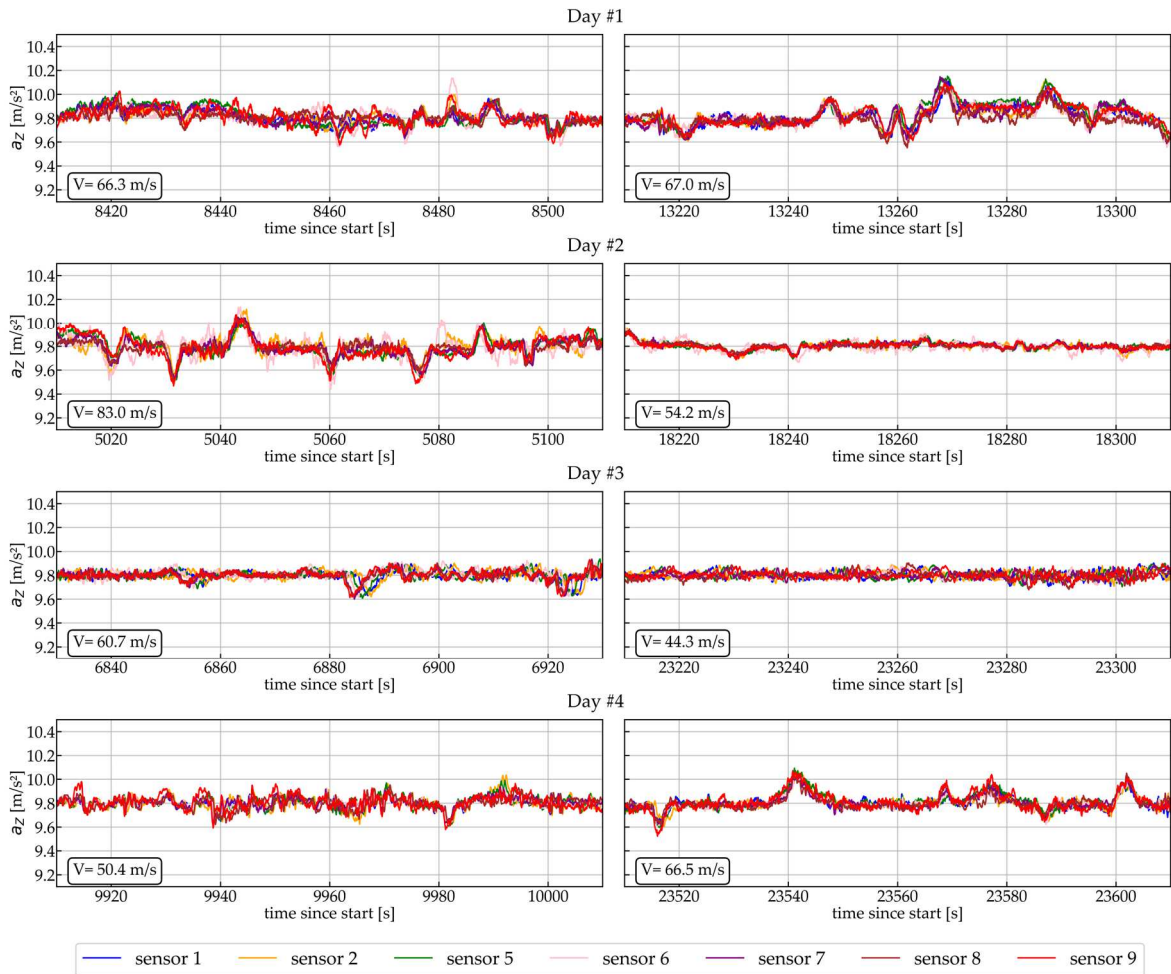 Day #1
10.4
10.2
10.0
9.8
9.6
9.4
9.2
a_Z [m/s²]
V= 66.3 m/s
V= 67.0 m/s
8420 8440 8460 8480 8500
13220 13240 13260 13280 13300
time since start [s] time since start [s]
Day #2
10.4
10.2
10.0
9.8
9.6
9.4
9.2
a_Z [m/s²]
V= 83.0 m/s
V= 54.2 m/s
5020 5040 5060 5080 5100
18220 18240 18260 18280 18300
time since start [s] time since start [s]
Day #3
10.4
10.2
10.0
9.8
9.6
9.4
9.2
a_Z [m/s²]
V= 60.7 m/s
V= 44.3 m/s
6840 6860 6880 6900 6920
23220 23240 23260 23280 23300
time since start [s] time since start [s]
Day #4
10.4
10.2
10.0
9.8
9.6
9.4
9.2
a_Z [m/s²]
V= 50.4 m/s
V= 66.5 m/s
9920 9940 9960 9980 10000
23520 23540 23560 23580 23600
time since start [s] time since start [s]
sensor 1 sensor 2 sensor 5 sensor 6 sensor 7 sensor 8 sensor 9